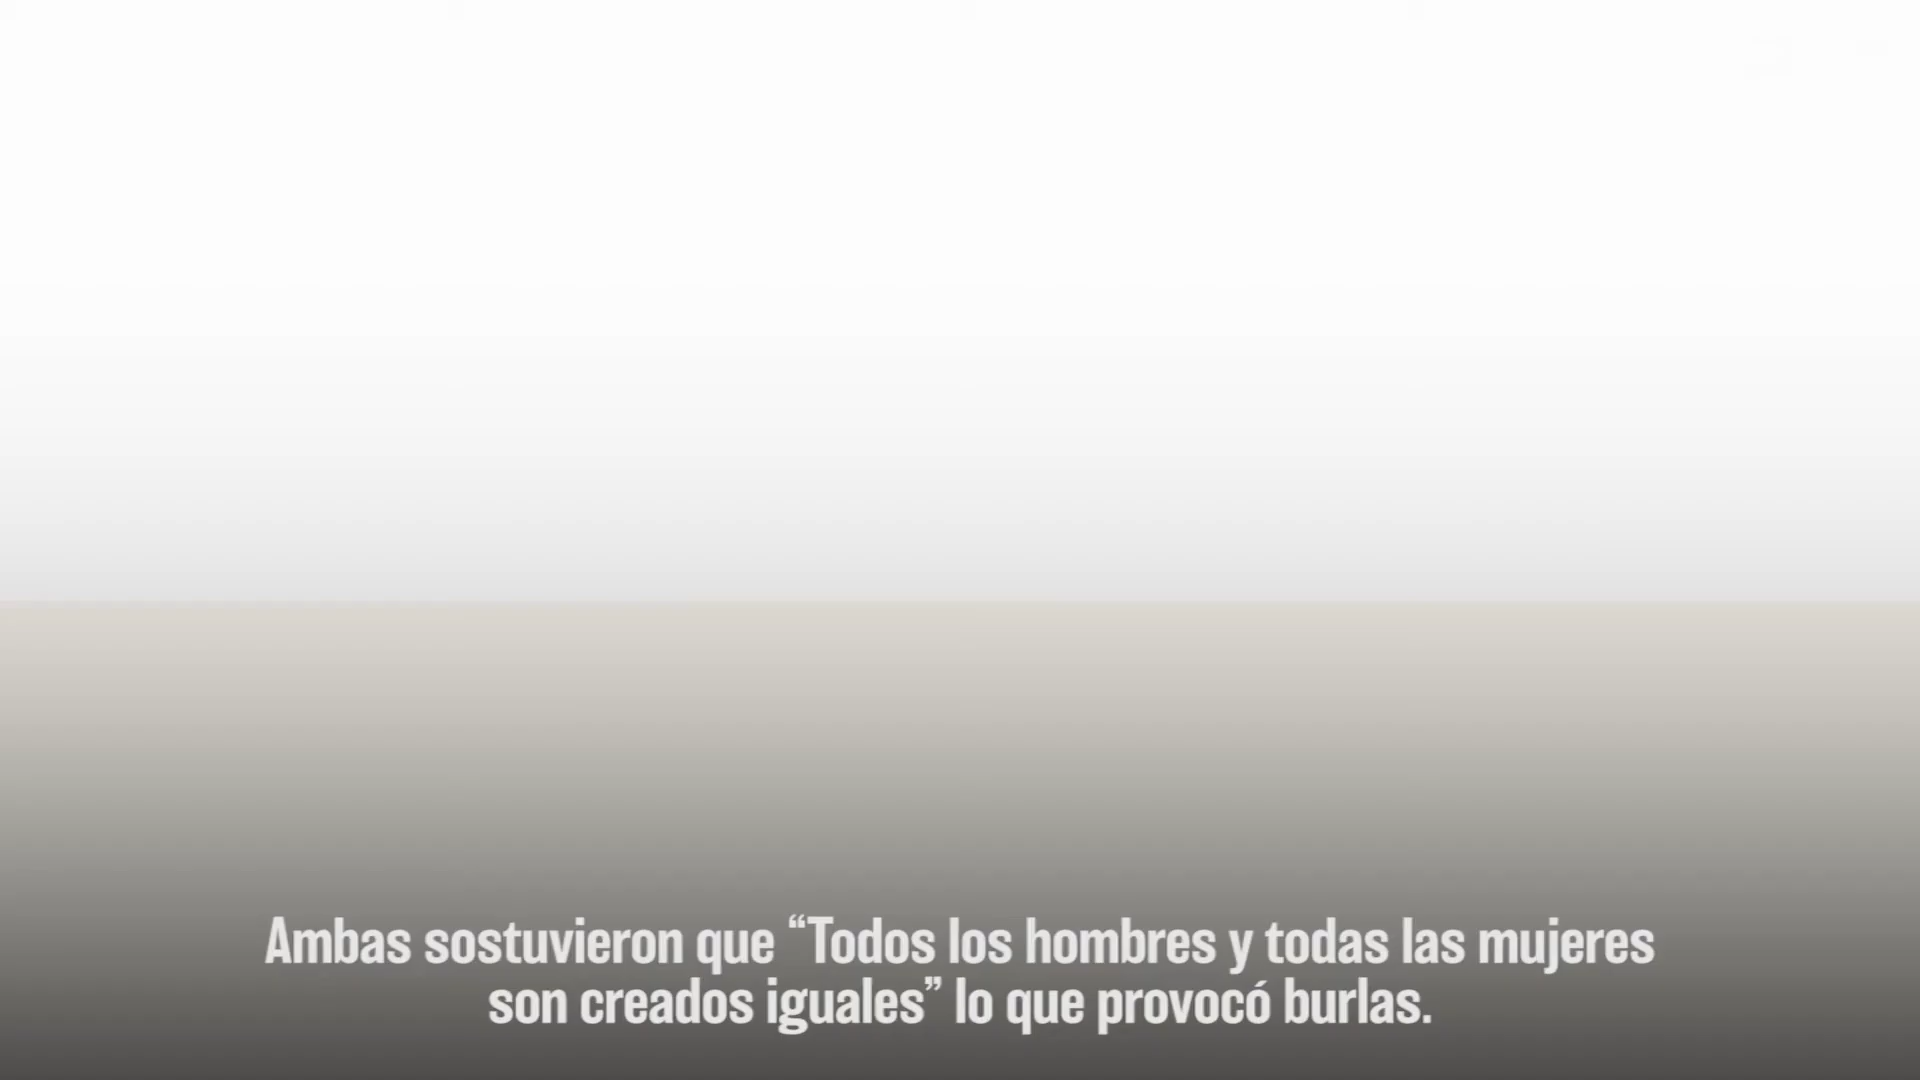 Ambas sostuvieron que “Todos los hombres y todas las mujeres
son creados iguales” lo que provocó burlas.